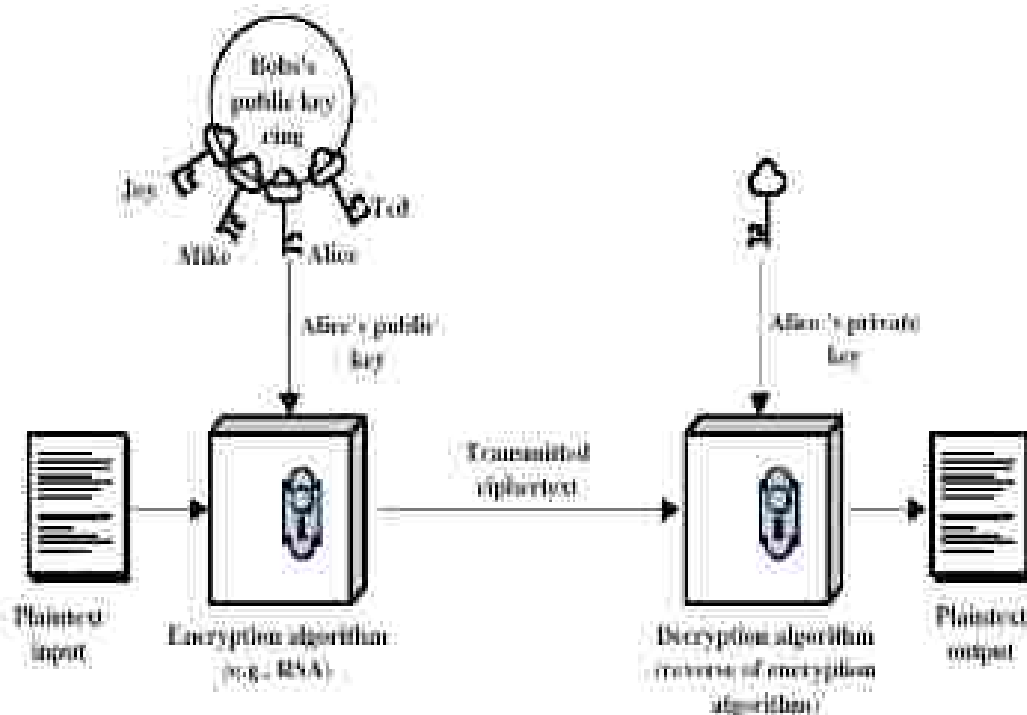 Bobs's
public key
ring
Joy
Mike
Alice
Ted
Alice's public
key
Alice's private
key
Transmitted
ciphertext
Plaintext
input
Encryption algorithm
(e.g., RSA)
Decryption algorithm
(reverse of encryption
algorithm)
Plaintext
output